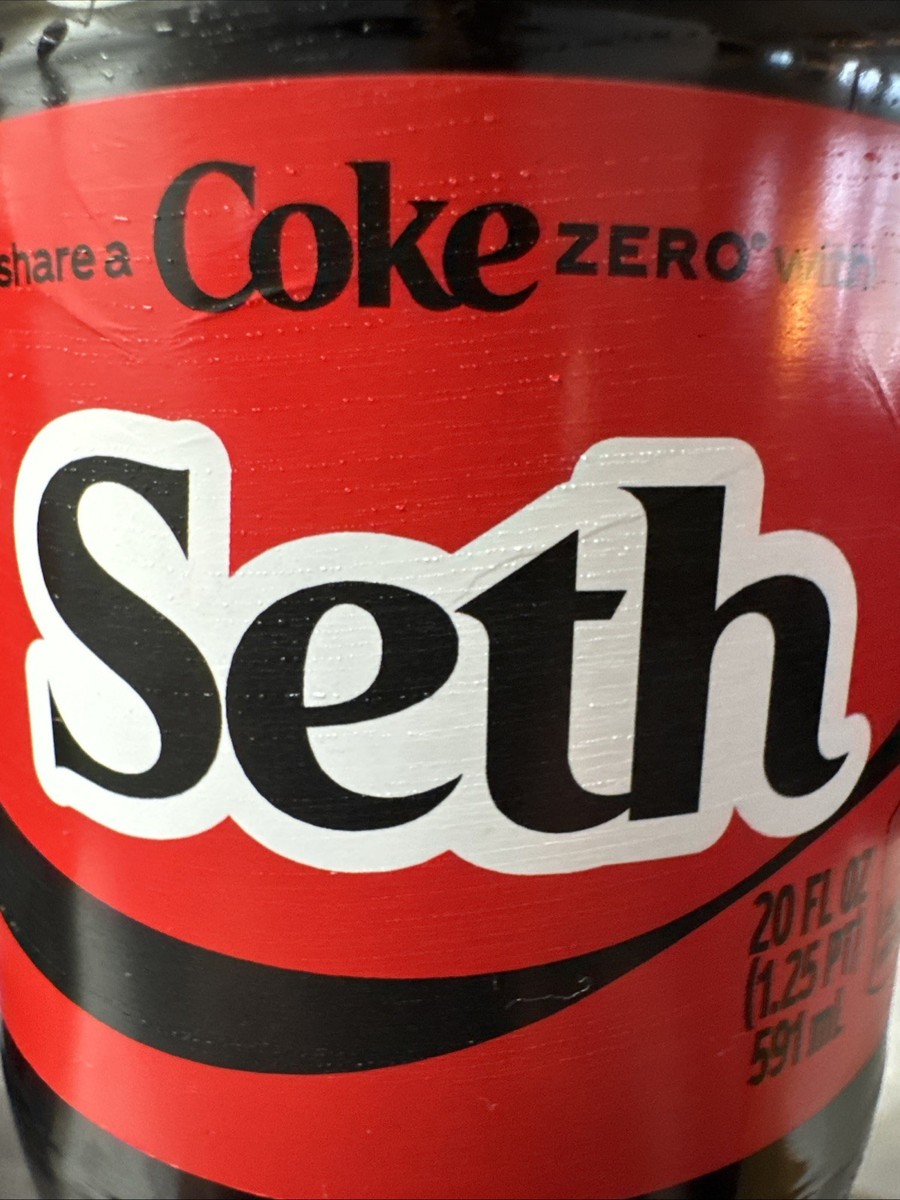 share a Coke ZERO® with
Seth
20 FL OZ
(1.25 PT)
591 mL